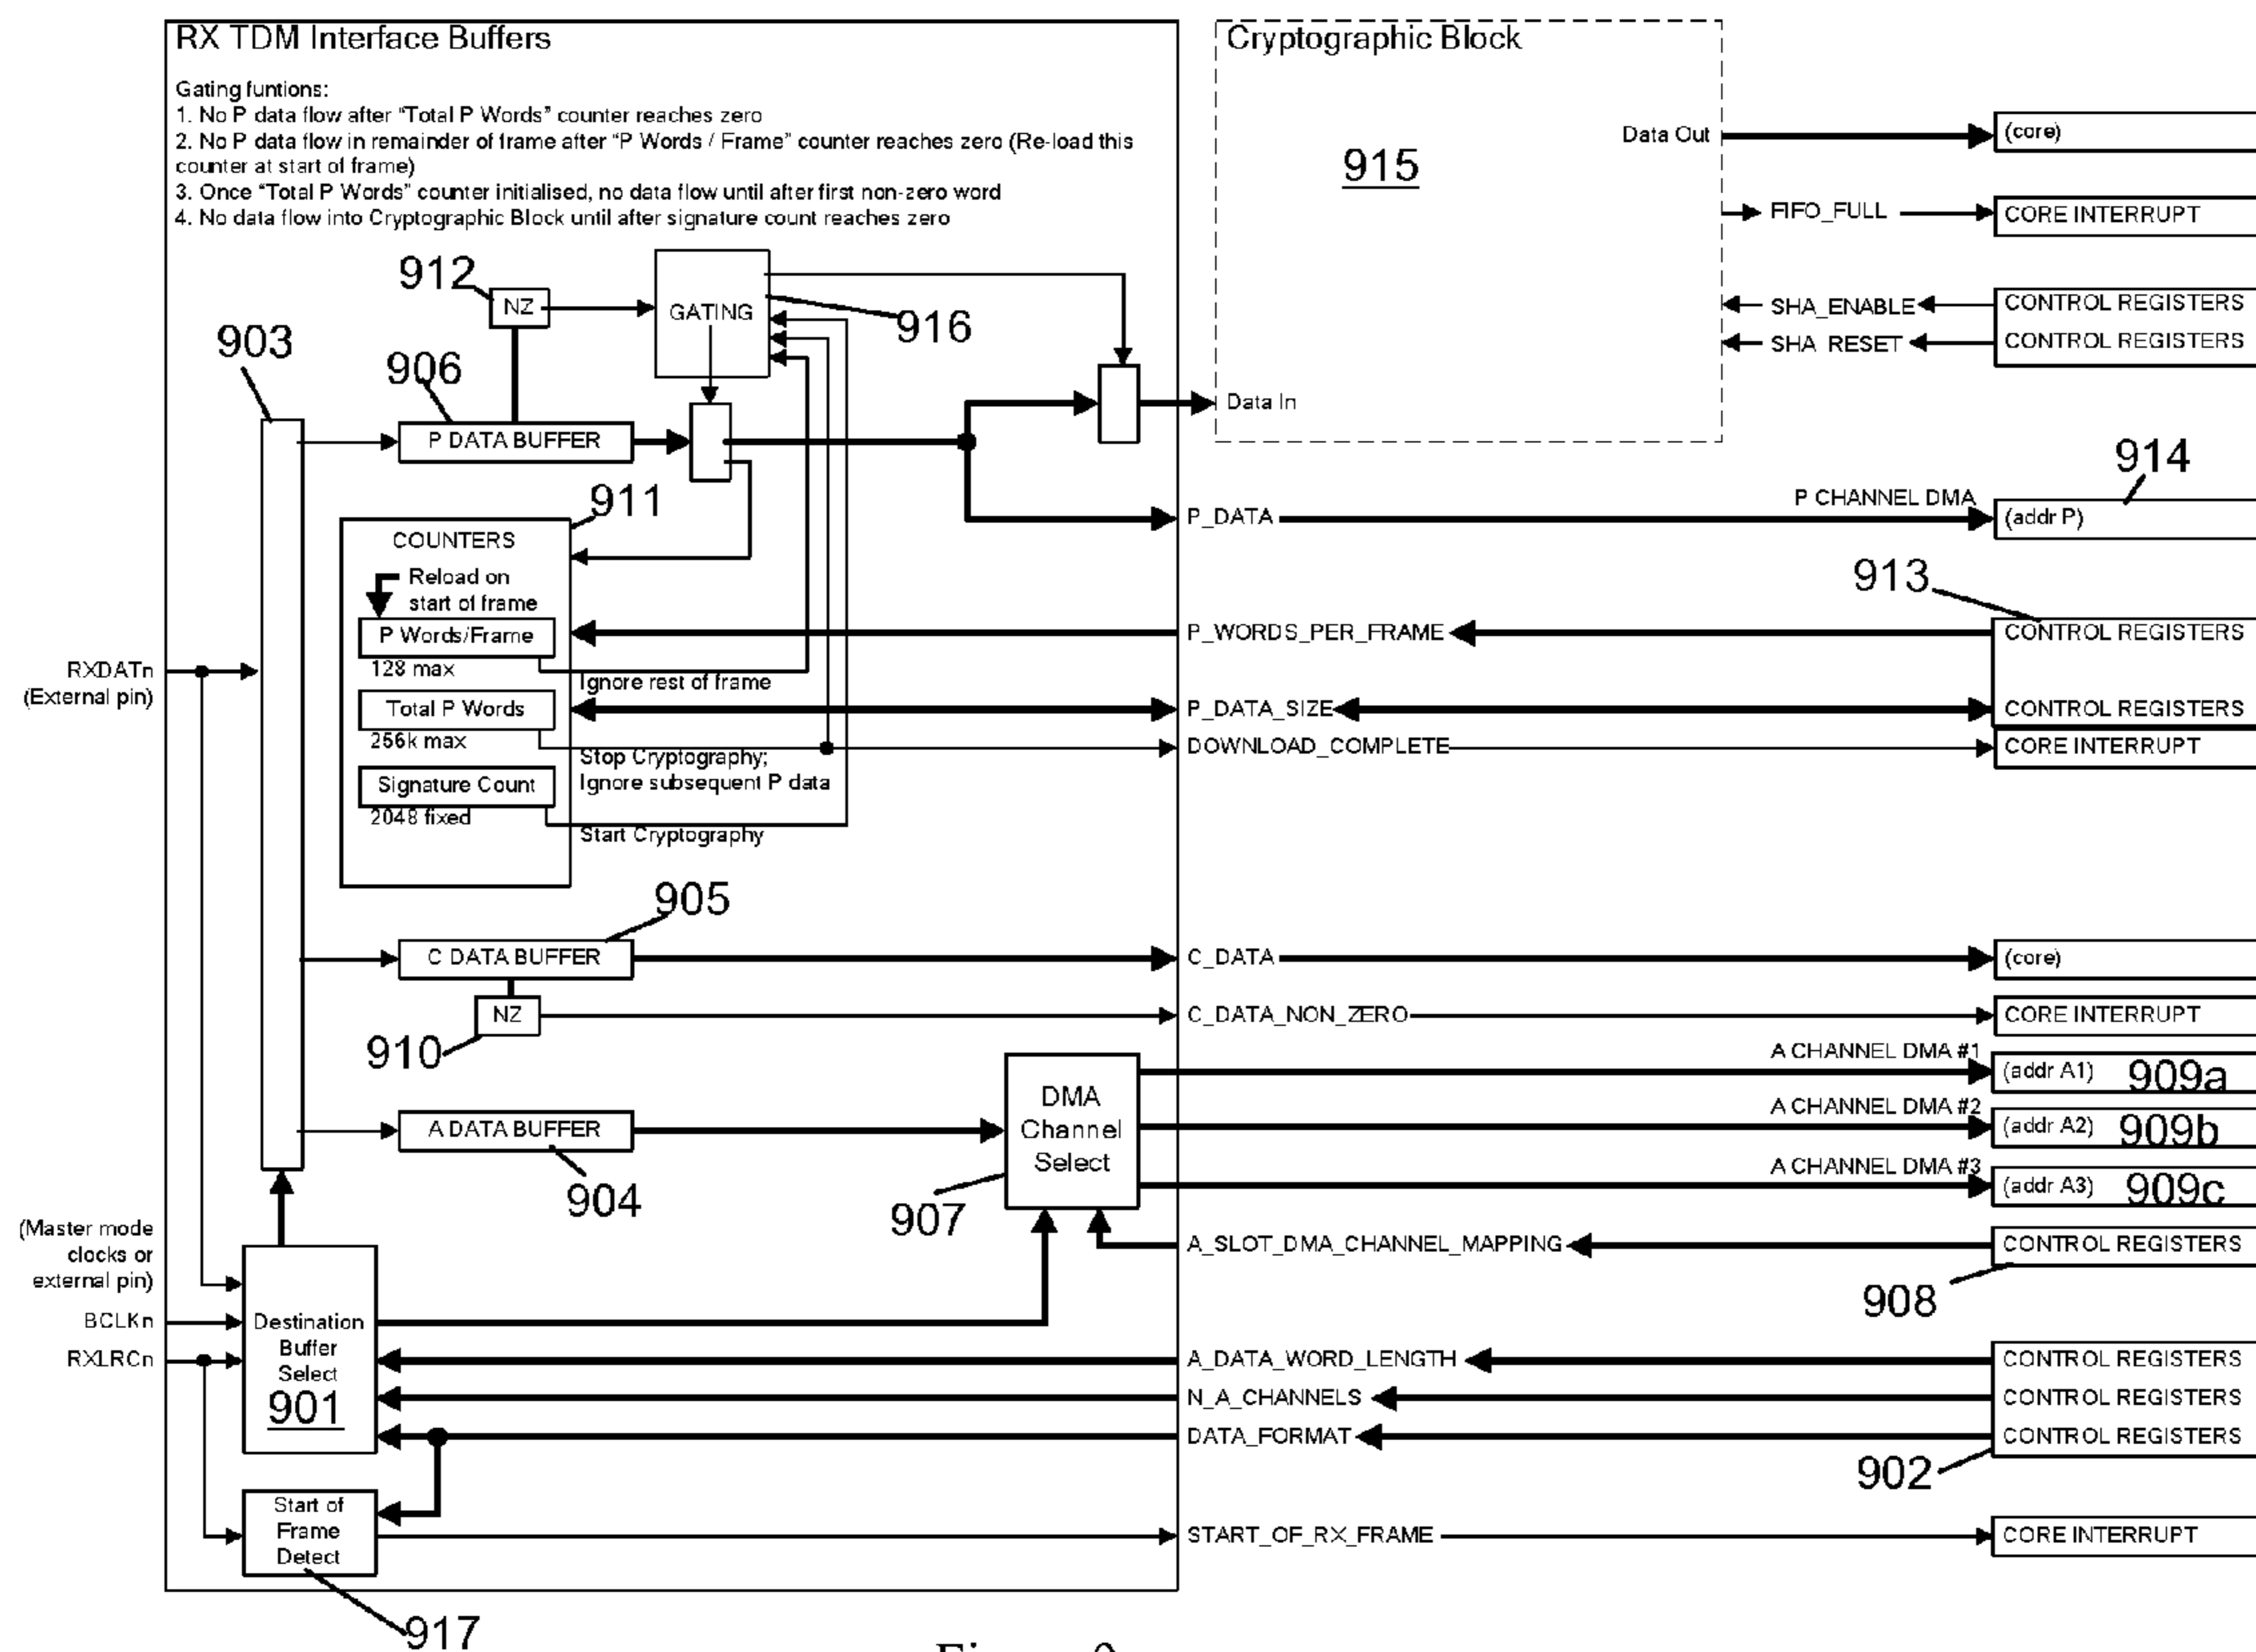 RX TDM Interface Buffers
Gating funtions:
1. No P data flow after “Total P Words” counter reaches zero
2. No P data flow in remainder of frame after “P Words / Frame” counter reaches zero (Re-load this
counter at start of frame)
3. Once “Total P Words” counter initialised, no data flow until after first non-zero word
4. No data flow into Cryptographic Block until after signature count reaches zero
Cryptographic Block
915
Data Out
(core)
FIFO_FULL
CORE INTERRUPT
SHA_ENABLE
CONTROL REGISTERS
SHA RESET
CONTROL REGISTERS
Data In
912
NZ
GATING
916
903
906
P DATA BUFFER
914
P CHANNEL DMA
P_DATA
(addr P)
911
COUNTERS
Reload on
start of frame
P Words/Frame
128 max
Ignore rest of frame
Total P Words
256k max
Stop Cryptography;
Ignore subsequent P data
Signature Count
2048 fixed
Start Cryptography
913
P_WORDS_PER_FRAME
CONTROL REGISTERS
P_DATA_SIZE
CONTROL REGISTERS
DOWNLOAD_COMPLETE
CORE INTERRUPT
RXDATn
(External pin)
905
C DATA BUFFER
C_DATA
(core)
NZ
910
C_DATA_NON_ZERO
CORE INTERRUPT
A DATA BUFFER
904
DMA
Channel
Select
907
A CHANNEL DMA #1
(addr A1)
909a
A CHANNEL DMA #2
(addr A2)
909b
A CHANNEL DMA #3
(addr A3)
909c
A_SLOT_DMA_CHANNEL_MAPPING
CONTROL REGISTERS
908
(Master mode
clocks or
external pin)
BCLKn
RXLRCn
Destination
Buffer
Select
901
A_DATA_WORD_LENGTH
CONTROL REGISTERS
N_A_CHANNELS
CONTROL REGISTERS
DATA_FORMAT
CONTROL REGISTERS
902
Start of
Frame
Detect
START_OF_RX_FRAME
CORE INTERRUPT
917